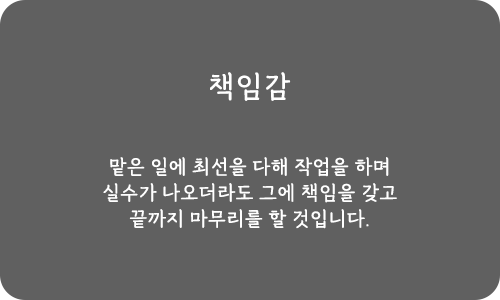 책임감
맡은 일에 최선을 다해 작업을 하며
실수가 나오더라도 그에 책임을 갖고
끝까지 마무리를 할 것입니다.